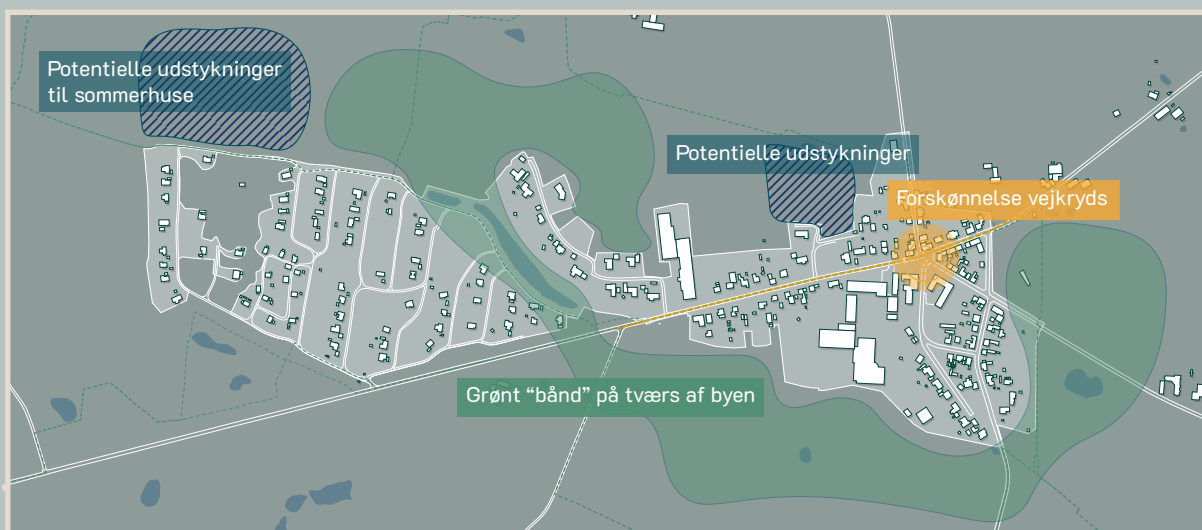 Potentielle udstykninger
til sommerhuse
Potentielle udstykninger
Forskønnelse vejkryds
Grønt “bånd” på tværs af byen